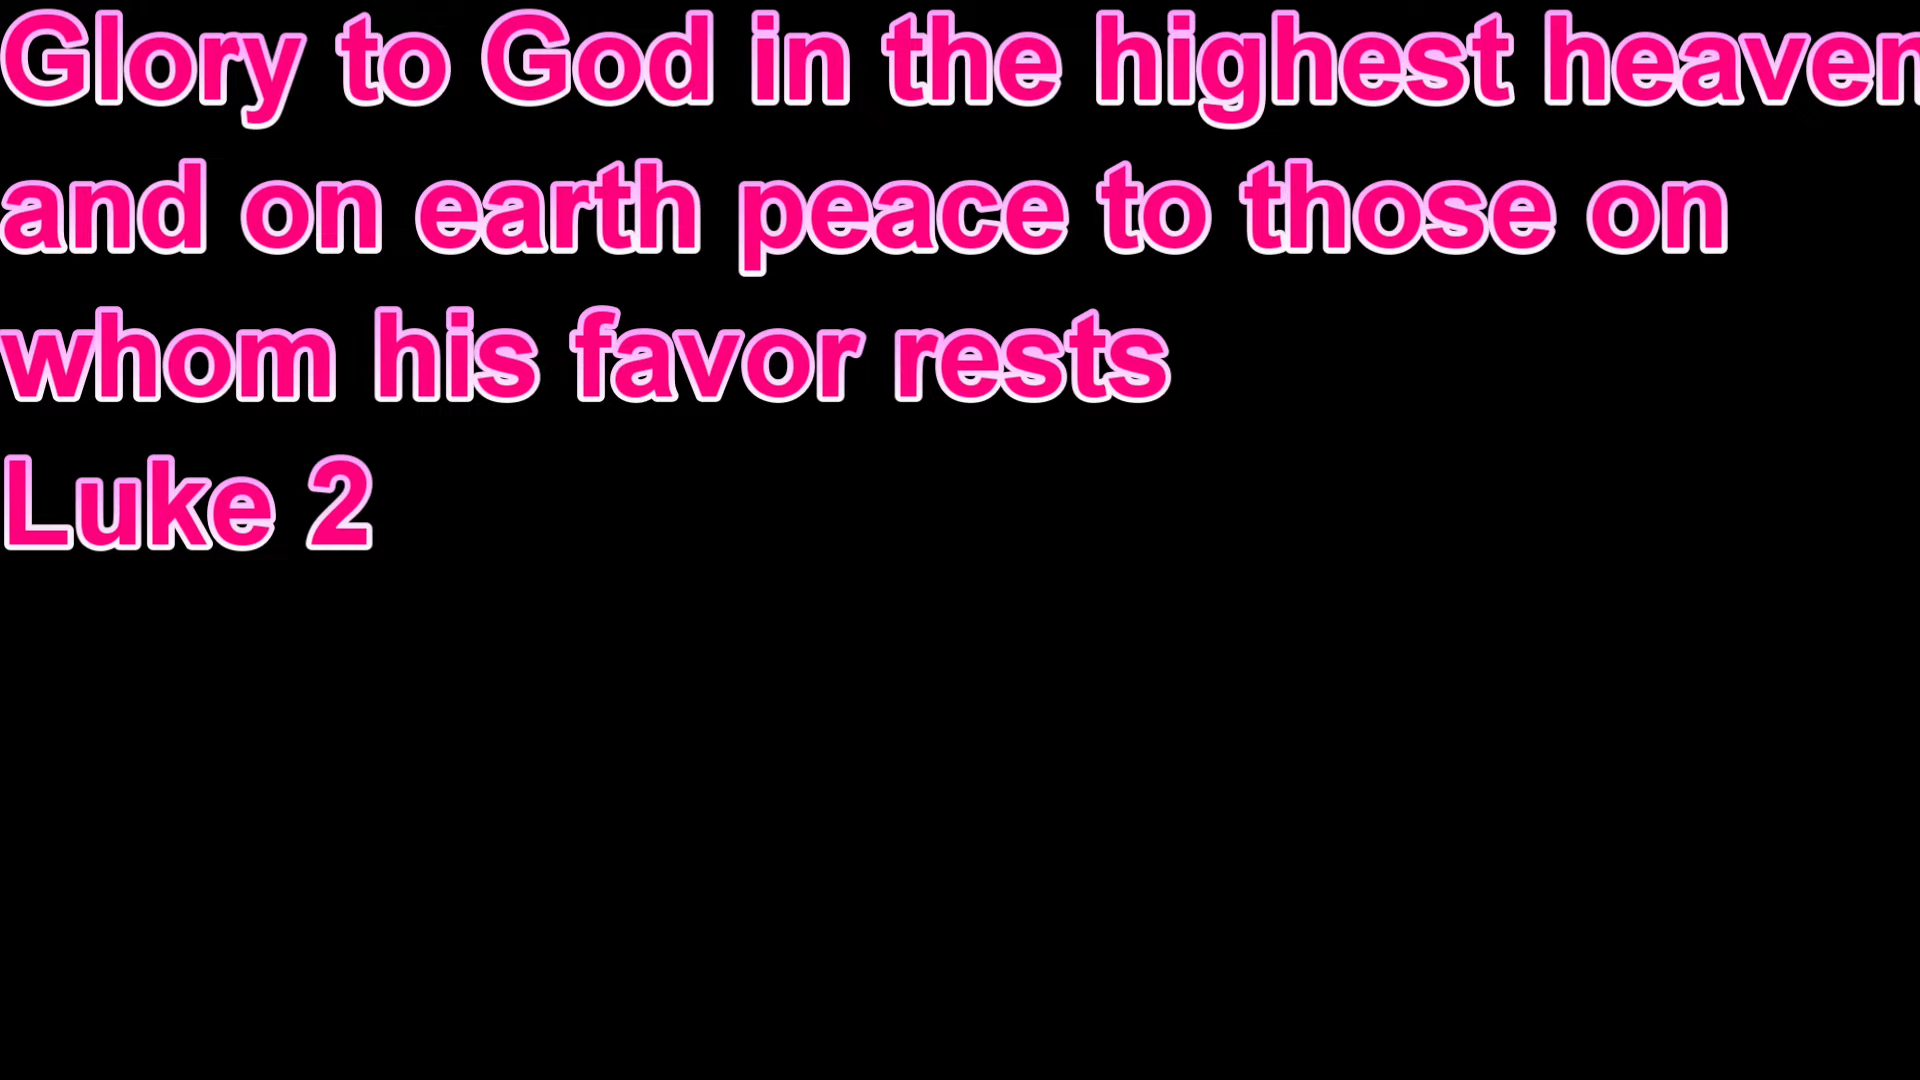 Glory to God in the highest heaven
and on earth peace to those on
whom his favor rests
Luke 2